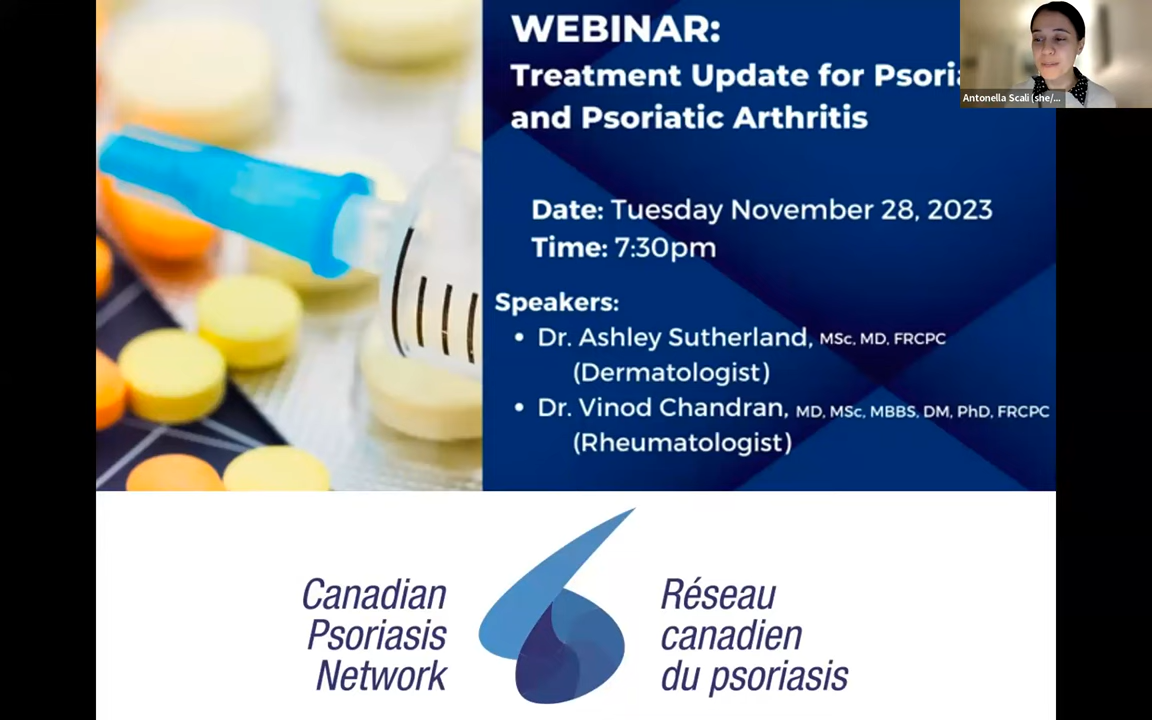 WEBINAR:
Treatment Update for Psoria
and Psoriatic Arthritis
Antonella Scali (she/...
Date: Tuesday November 28, 2023
Time: 7:30pm
Speakers:
• Dr. Ashley Sutherland, MSc, MD, FRCPC
(Dermatologist)
• Dr. Vinod Chandran, MD, MSc, MBBS, DM, PhD, FRCPC
(Rheumatologist)
Canadian
Psoriasis
Network
Réseau
canadien
du psoriasis